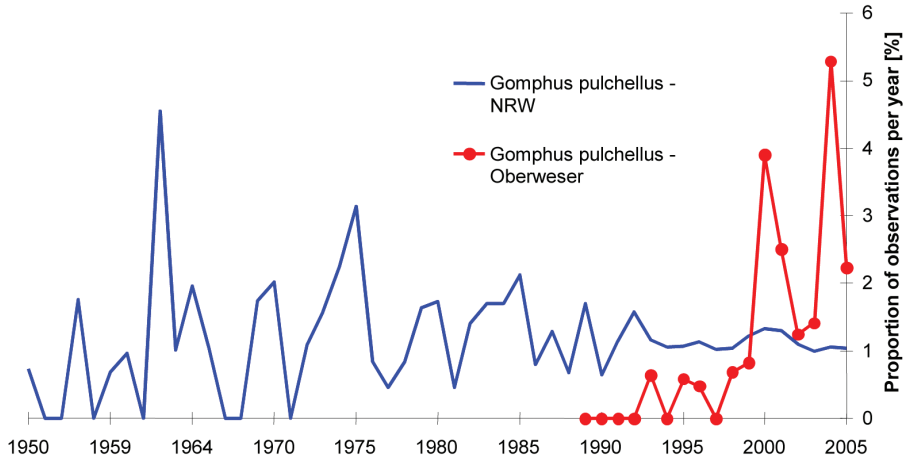 Gomphus pulchellus -
NRW
Gomphus pulchellus -
Oberweser
6
5
4
3
2
1
0
Proportion of observations per year [%]
1950 1959 1964 1970 1975 1980 1985 1990 1995 2000 2005